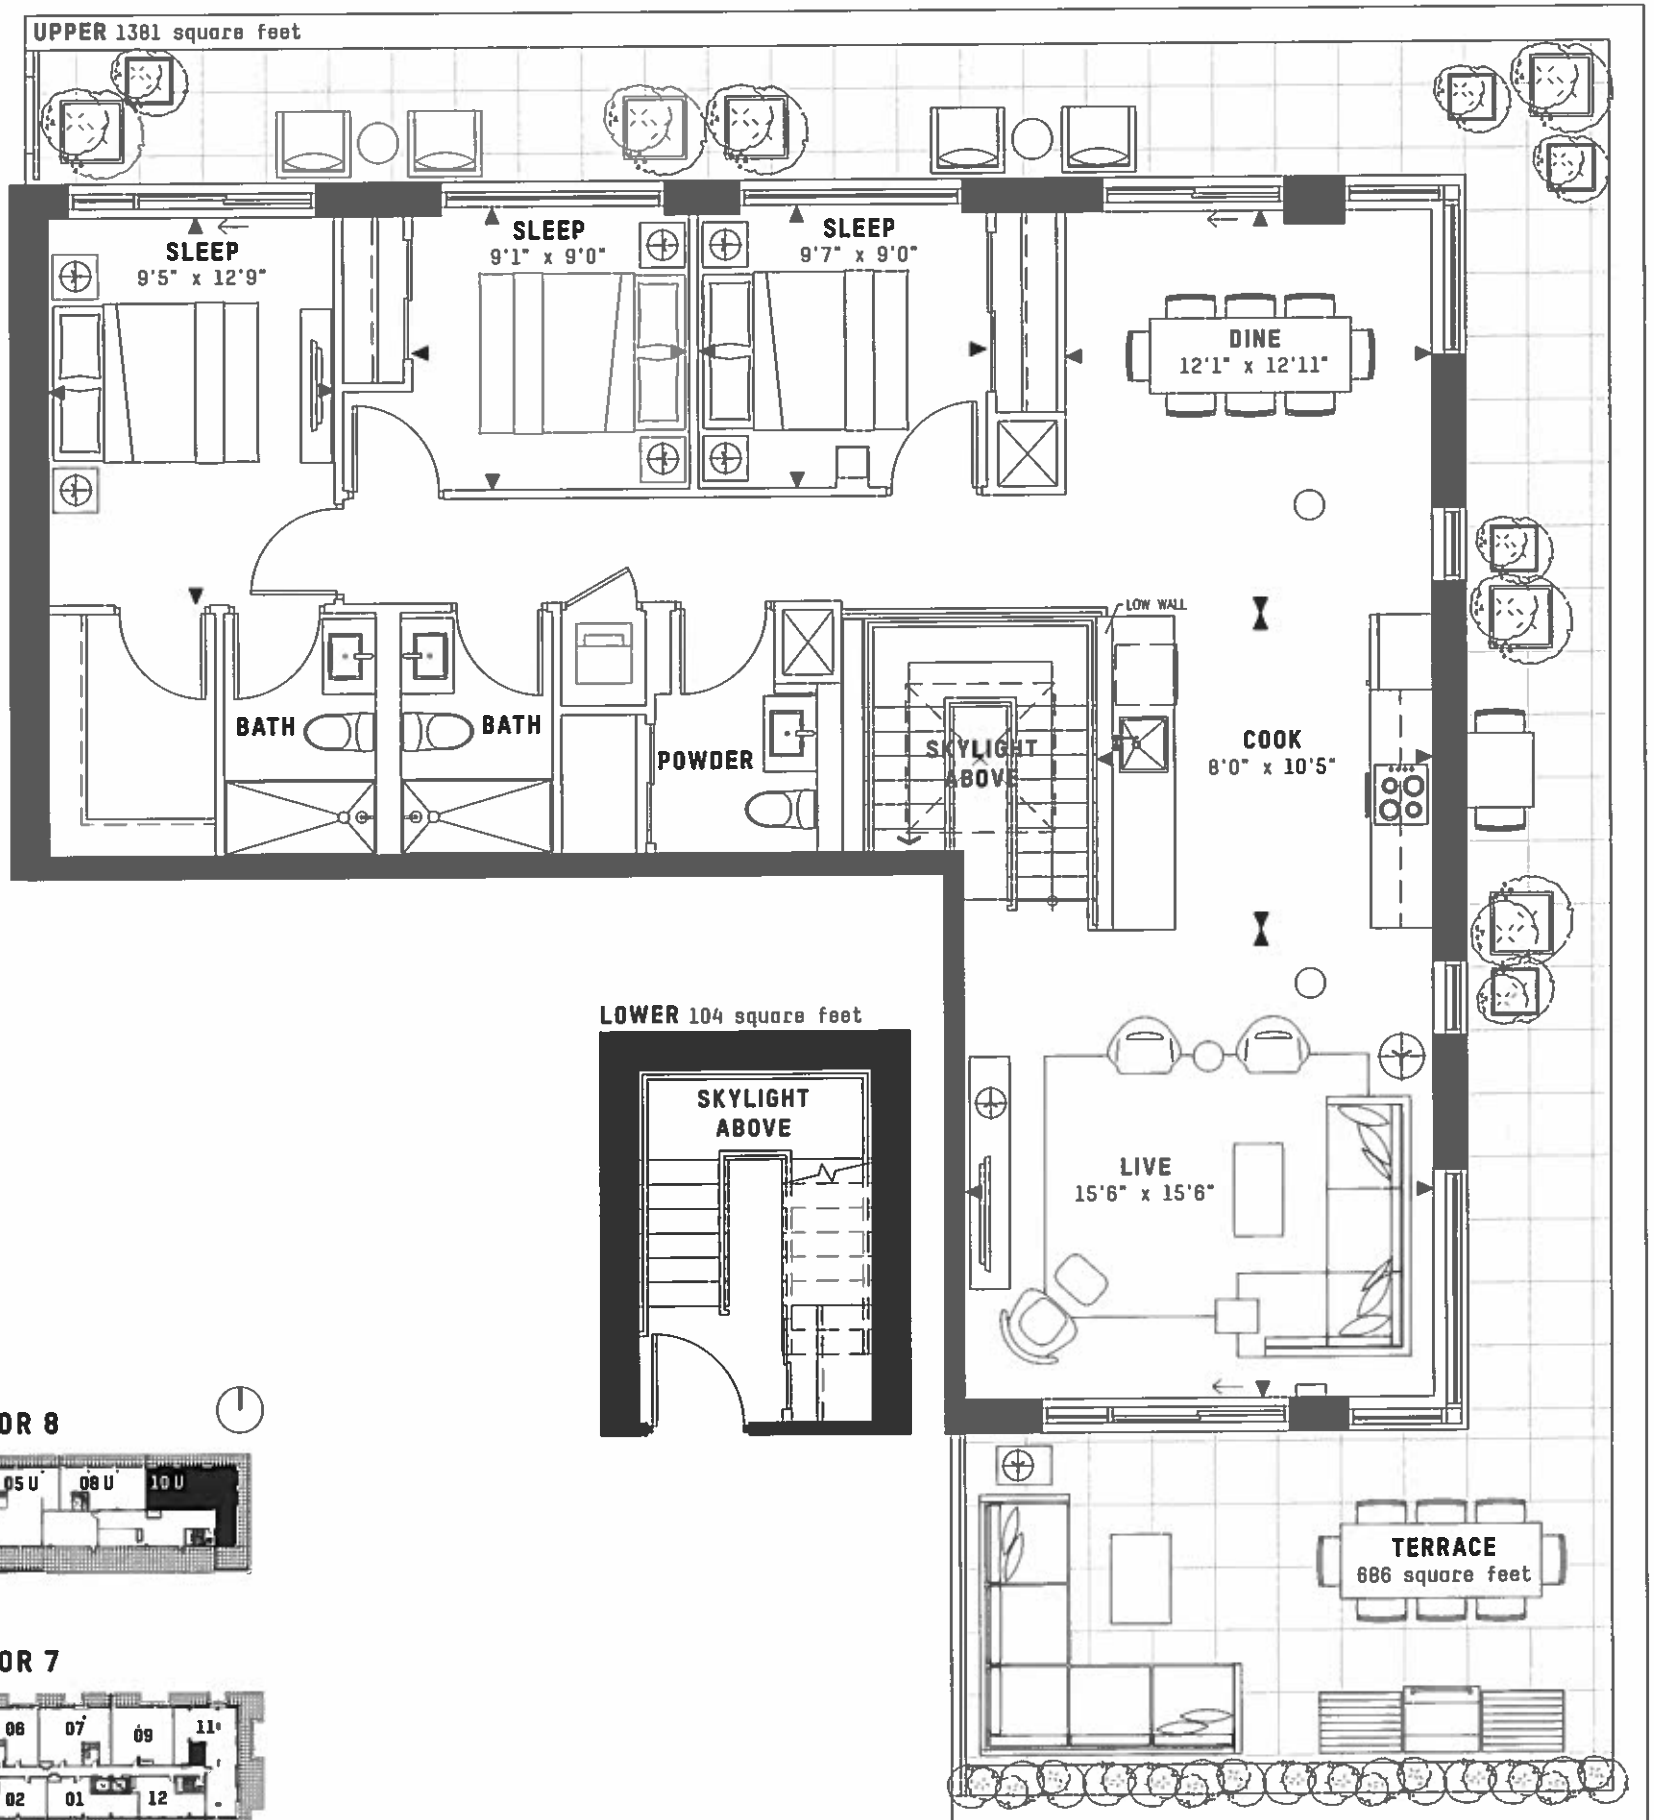 UPPER 1381 square feet
SLEEP
9'5" x 12'9"
SLEEP
9'1" x 9'0"
SLEEP
9'7" x 9'0"
DINE
12'1" x 12'11"
LOW WALL
BATH
BATH
POWDER
SKYLIGHT
ABOVE
COOK
8'0" x 10'5"
LOWER 104 square feet
SKYLIGHT
ABOVE
LIVE
15'6" x 15'6"
OR 8
05 U
08 U
10 U
TERRACE
686 square feet
OR 7
06
07
09
11
02
01
12